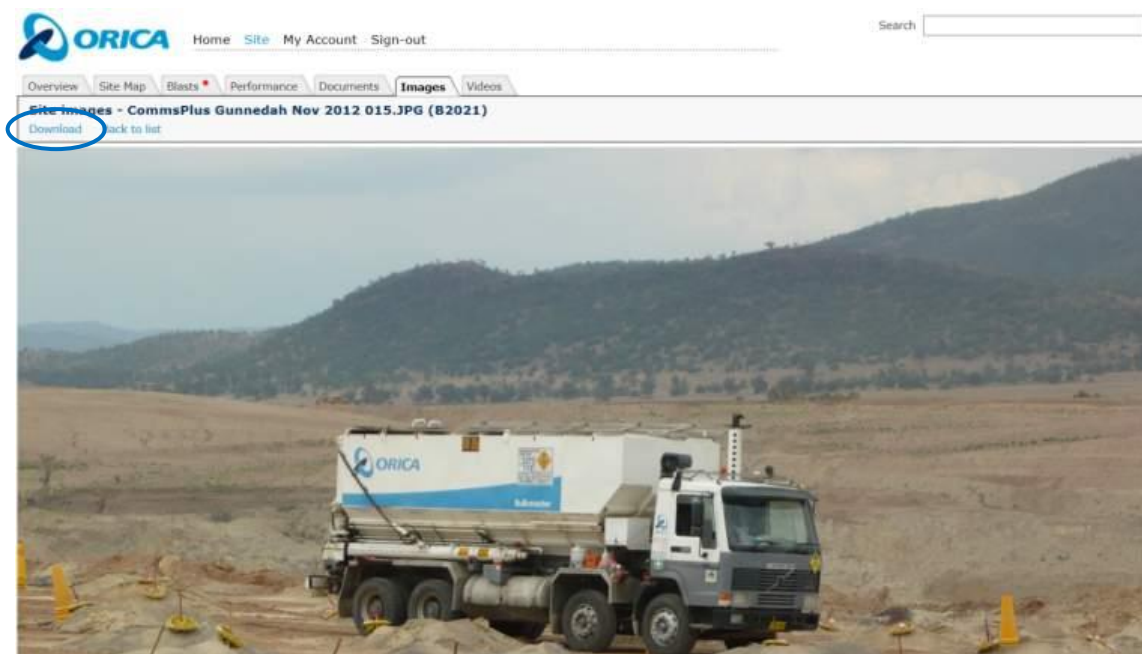 ORICA
Home Site My Account Sign-out
Search
Overview Site Map Blasts Performance Documents Images Videos
Site images - CommsPlus Gunnedah Nov 2012 015.JPG (B2021)
Download Back to list
ORICA
Bulkmaster